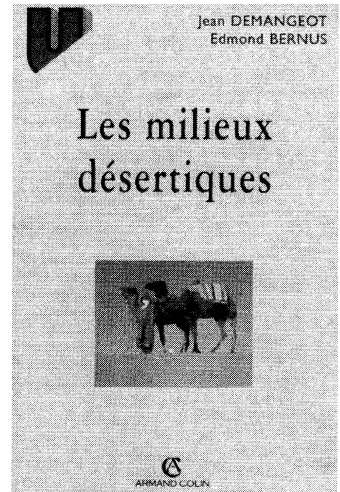 Jean DEMANGEOT
Edmond BERNUS
Les milieux
désertiques
ARMAND COLIN